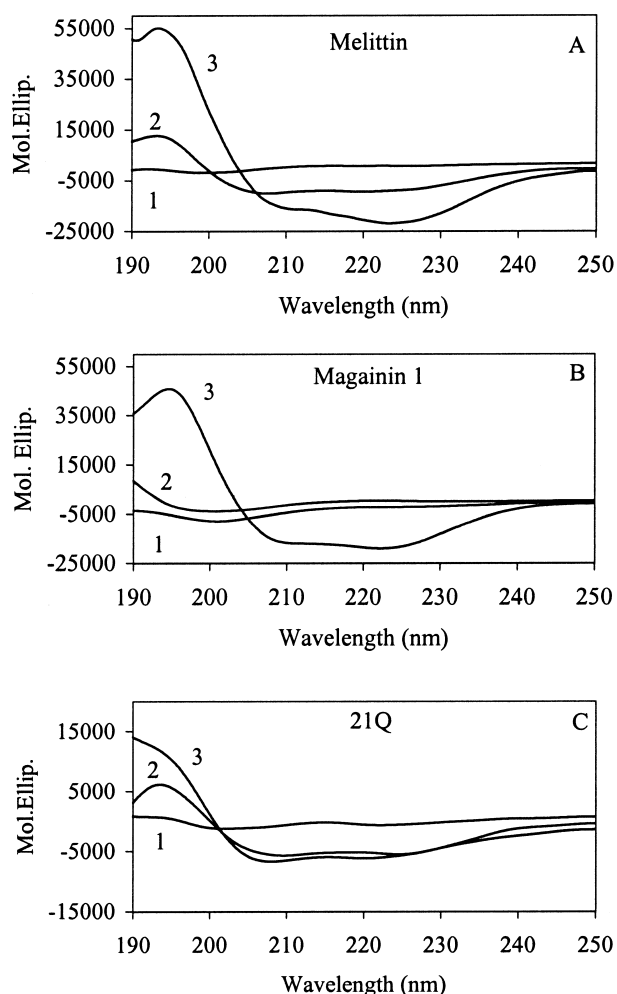 55000
Melittin
A
3
35000
Mol.Ellip.
15000
2
-5000
1
-25000
190 200 210 220 230 240 250
Wavelength (nm)
55000
Magainin 1
B
3
35000
Mol. Ellip.
15000
2
-5000
1
-25000
190 200 210 220 230 240 250
Wavelength (nm)
21Q
C
15000
3
2
5000
Mol.Ellip.
1
-5000
-15000
190 200 210 220 230 240 250
Wavelength (nm)